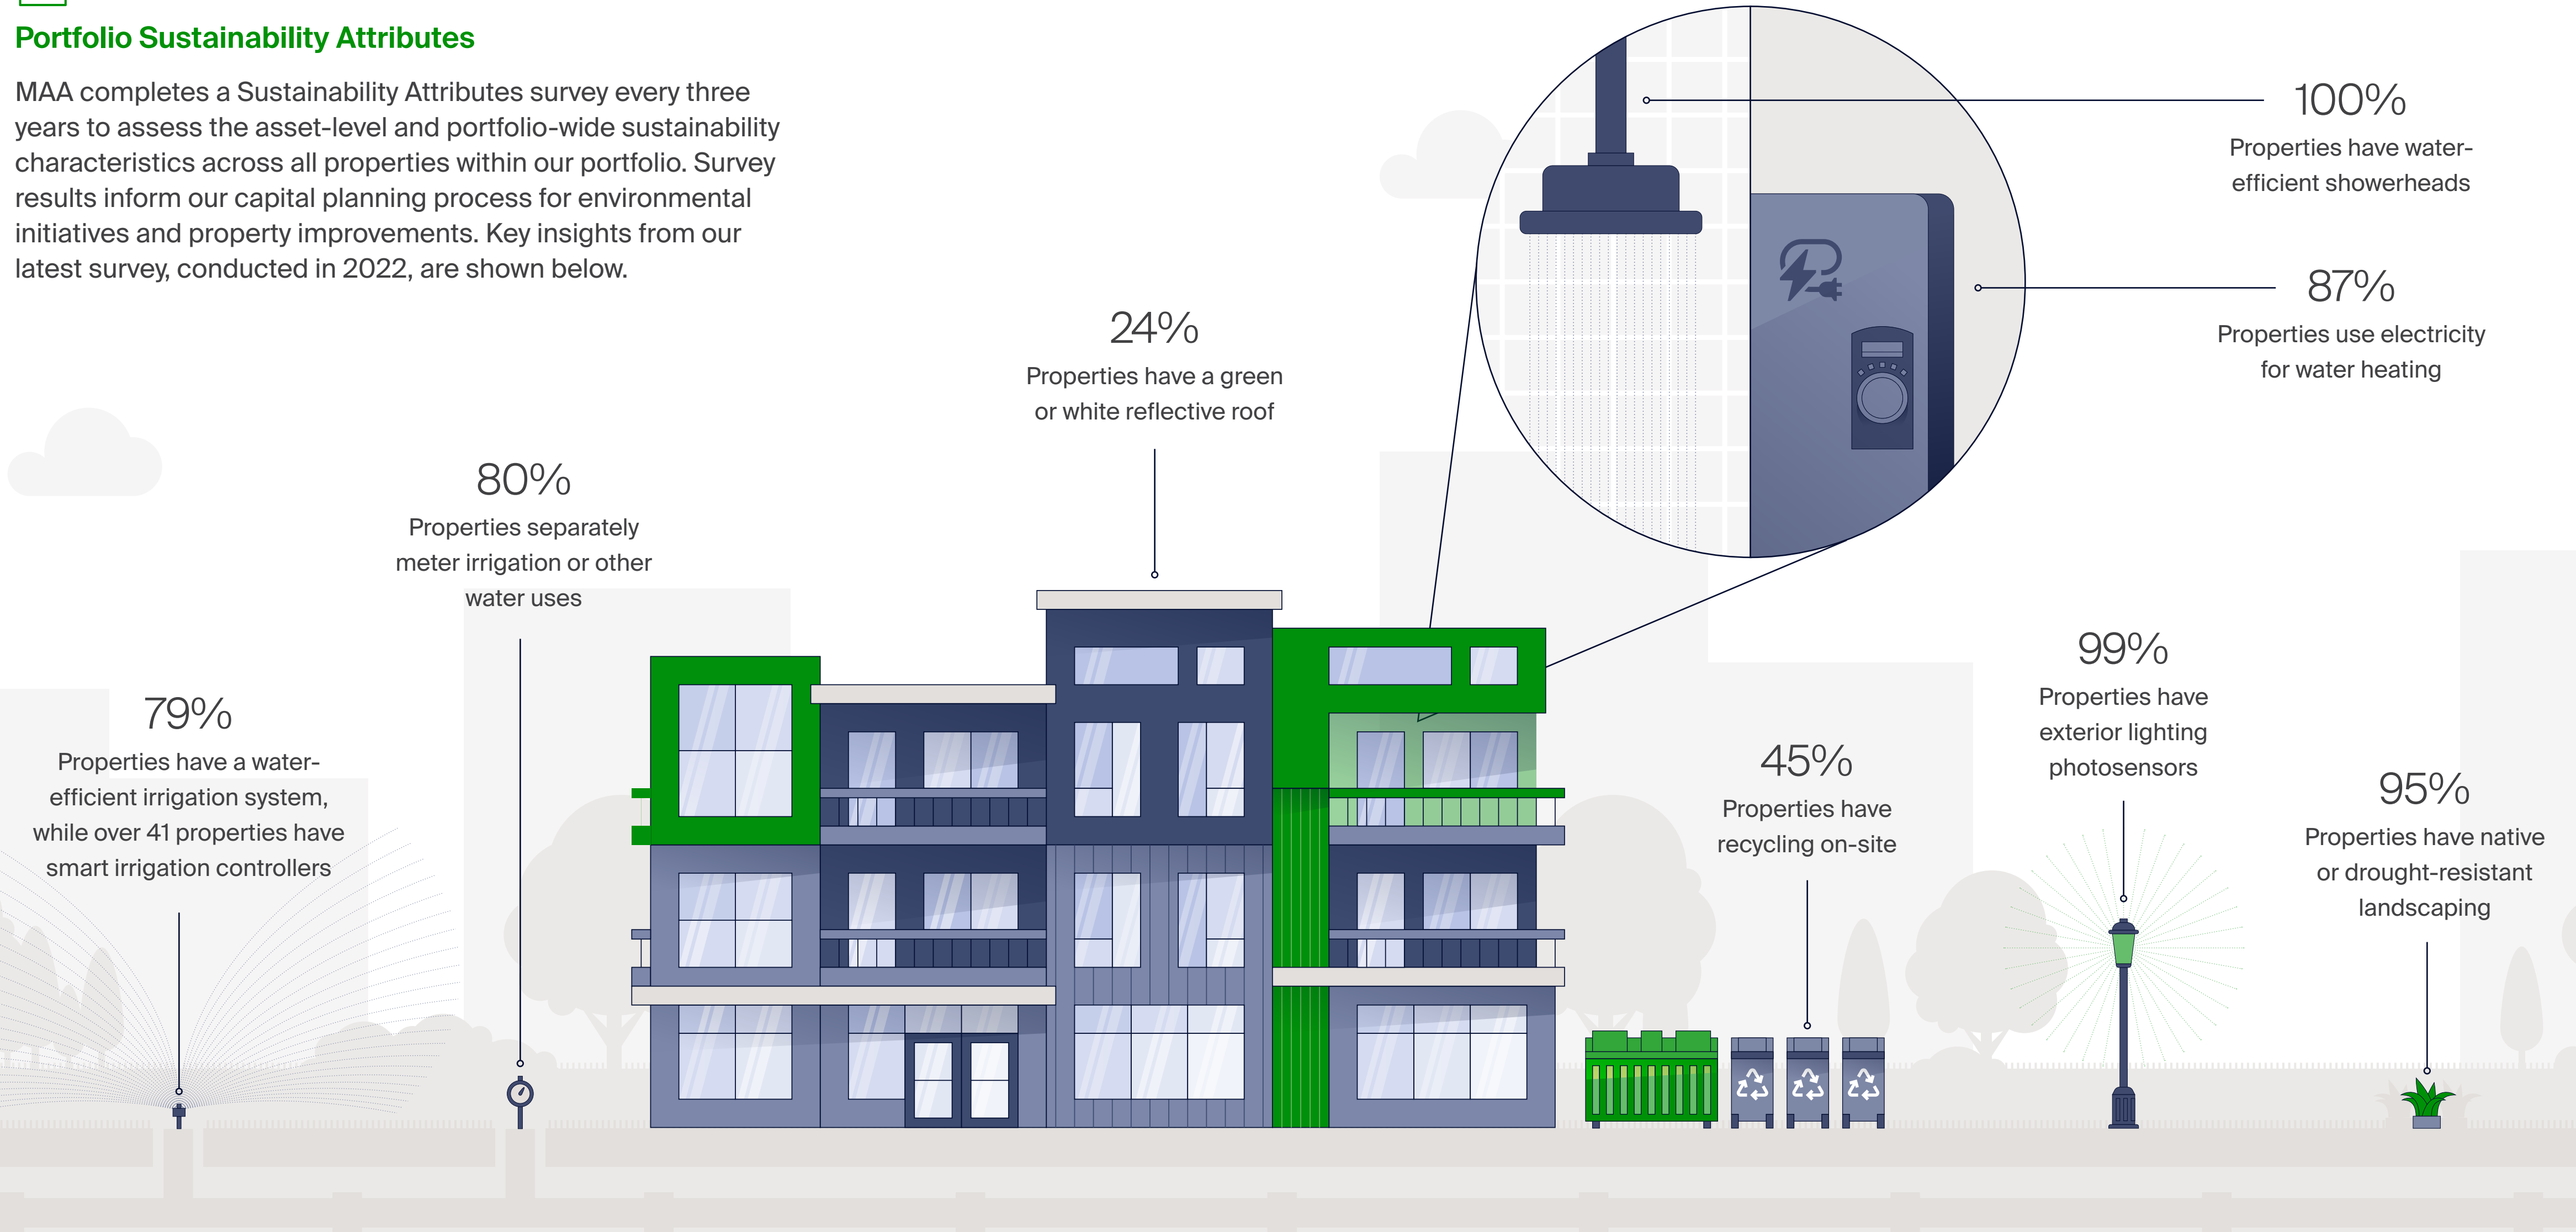 Portfolio Sustainability Attributes
MAA completes a Sustainability Attributes survey every three
years to assess the asset-level and portfolio-wide sustainability
characteristics across all properties within our portfolio. Survey
results inform our capital planning process for environmental
initiatives and property improvements. Key insights from our
latest survey, conducted in 2022, are shown below.
79%
Properties have a water-
efficient irrigation system,
while over 41 properties have
smart irrigation controllers
80%
Properties separately
meter irrigation or other
water uses
24%
Properties have a green
or white reflective roof
100%
Properties have water-
efficient showerheads
87%
Properties use electricity
for water heating
45%
Properties have
recycling on-site
99%
Properties have
exterior lighting
photosensors
95%
Properties have native
or drought-resistant
landscaping